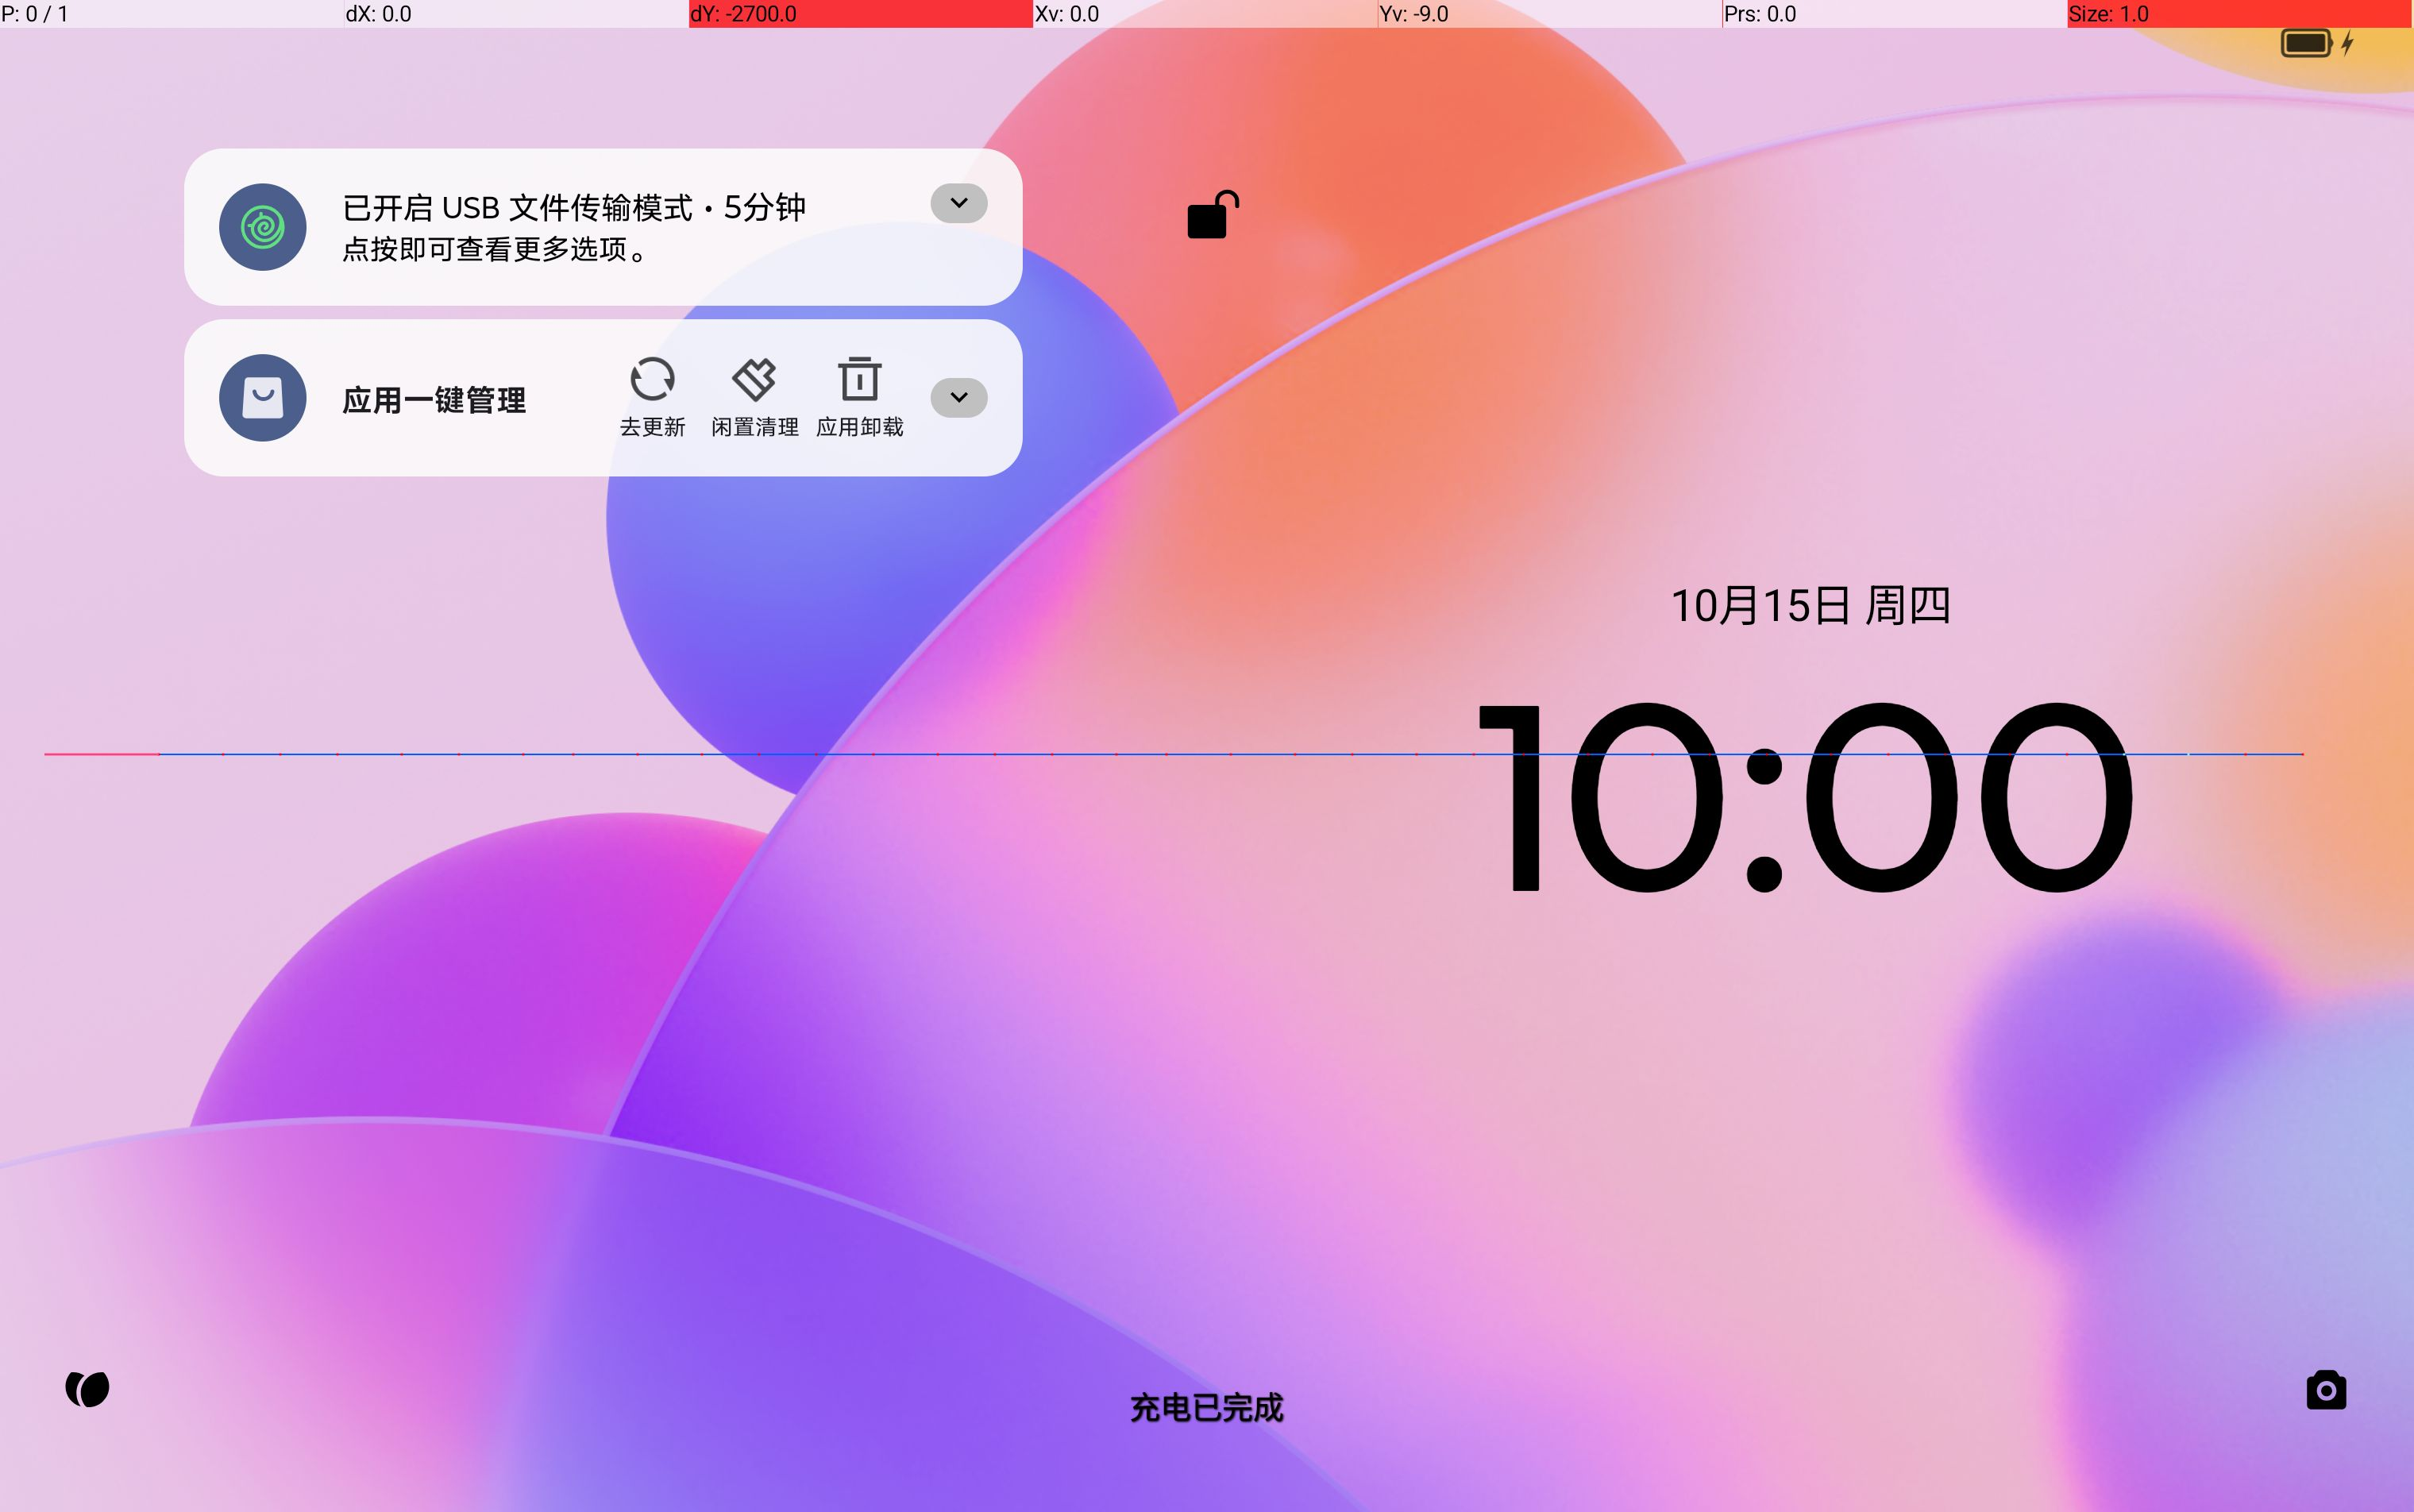 P: 0 / 1 dX: 0.0 dY: -2700.0 Xv: 0.0 Yv: -9.0 Prs: 0.0 Size: 1.0
已开启 USB 文件传输模式・5分钟
点按即可查看更多选项。
应用一键管理
去更新 闲置清理 应用卸载
10月15日 周四
10:00
充电已完成